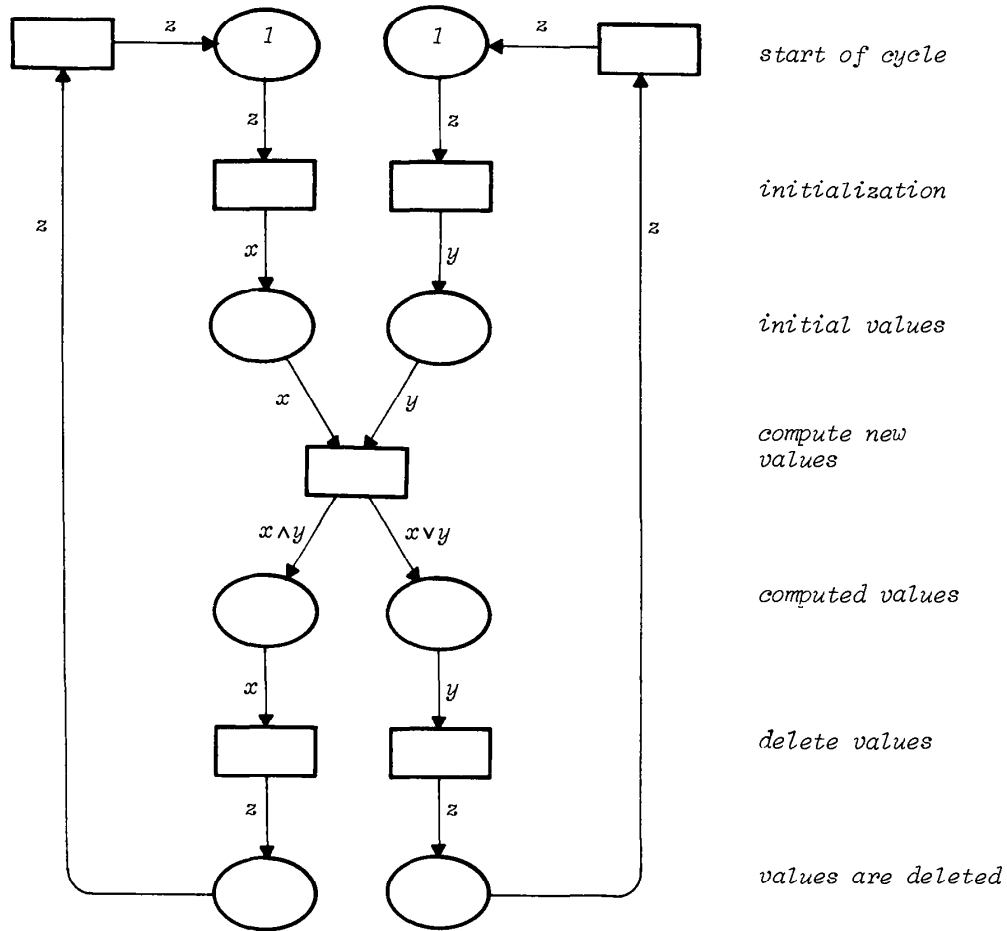 z 1 1 z start of cycle
z z
initialization
z x y z
initial values
x y
compute new
values
x∧y x∨y
computed values
x y
delete values
z z
values are deleted